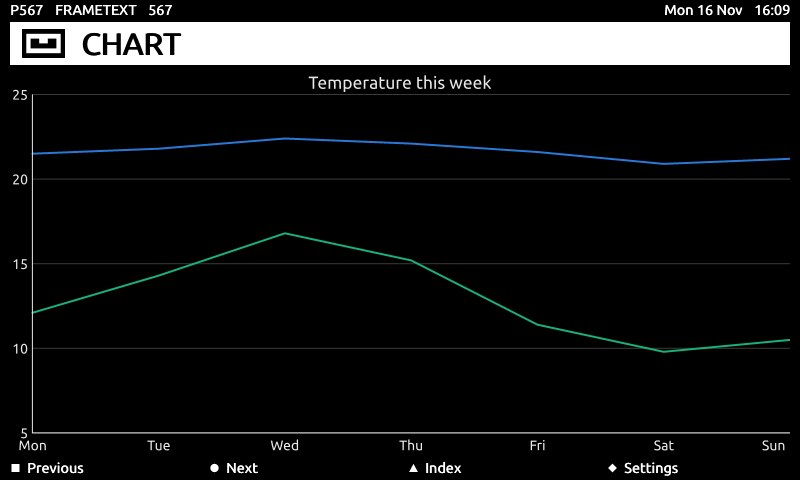 P567 FRAMETEXT 567 Mon 16 Nov 16:09
CHART
Temperature this week
25
20
15
10
5
Mon Tue Wed Thu Fri Sat Sun
Previous Next Index Settings